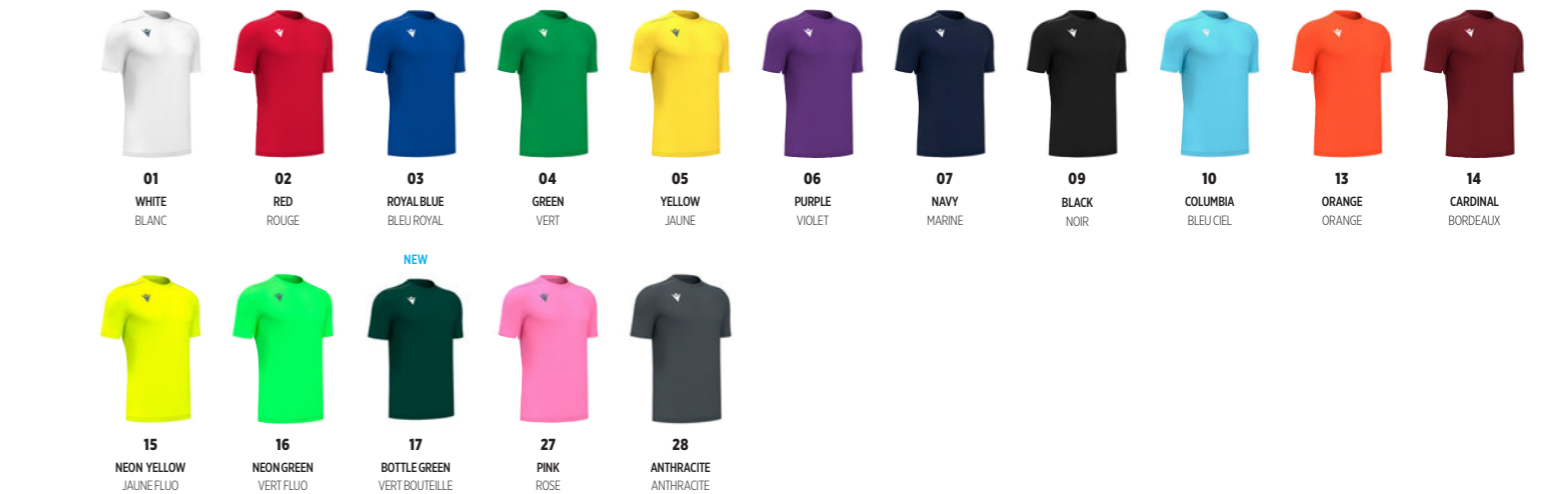 01 02 03 04 05 06 07 09 10 13 14
WHITE RED ROYAL BLUE GREEN YELLOW PURPLE NAVY BLACK COLUMBIA ORANGE CARDINAL
BLANC ROUGE BLEU ROYAL VERT JAUNE VIOLET MARINE NOIR BLEU CIEL ORANGE BORDEAUX
NEW
15 16 17 27 28
NEON YELLOW NEON GREEN BOTTLE GREEN PINK ANTHRACITE
JAUNE FLUO VERT FLUO VERT BOUTEILLE ROSE ANTHRACITE